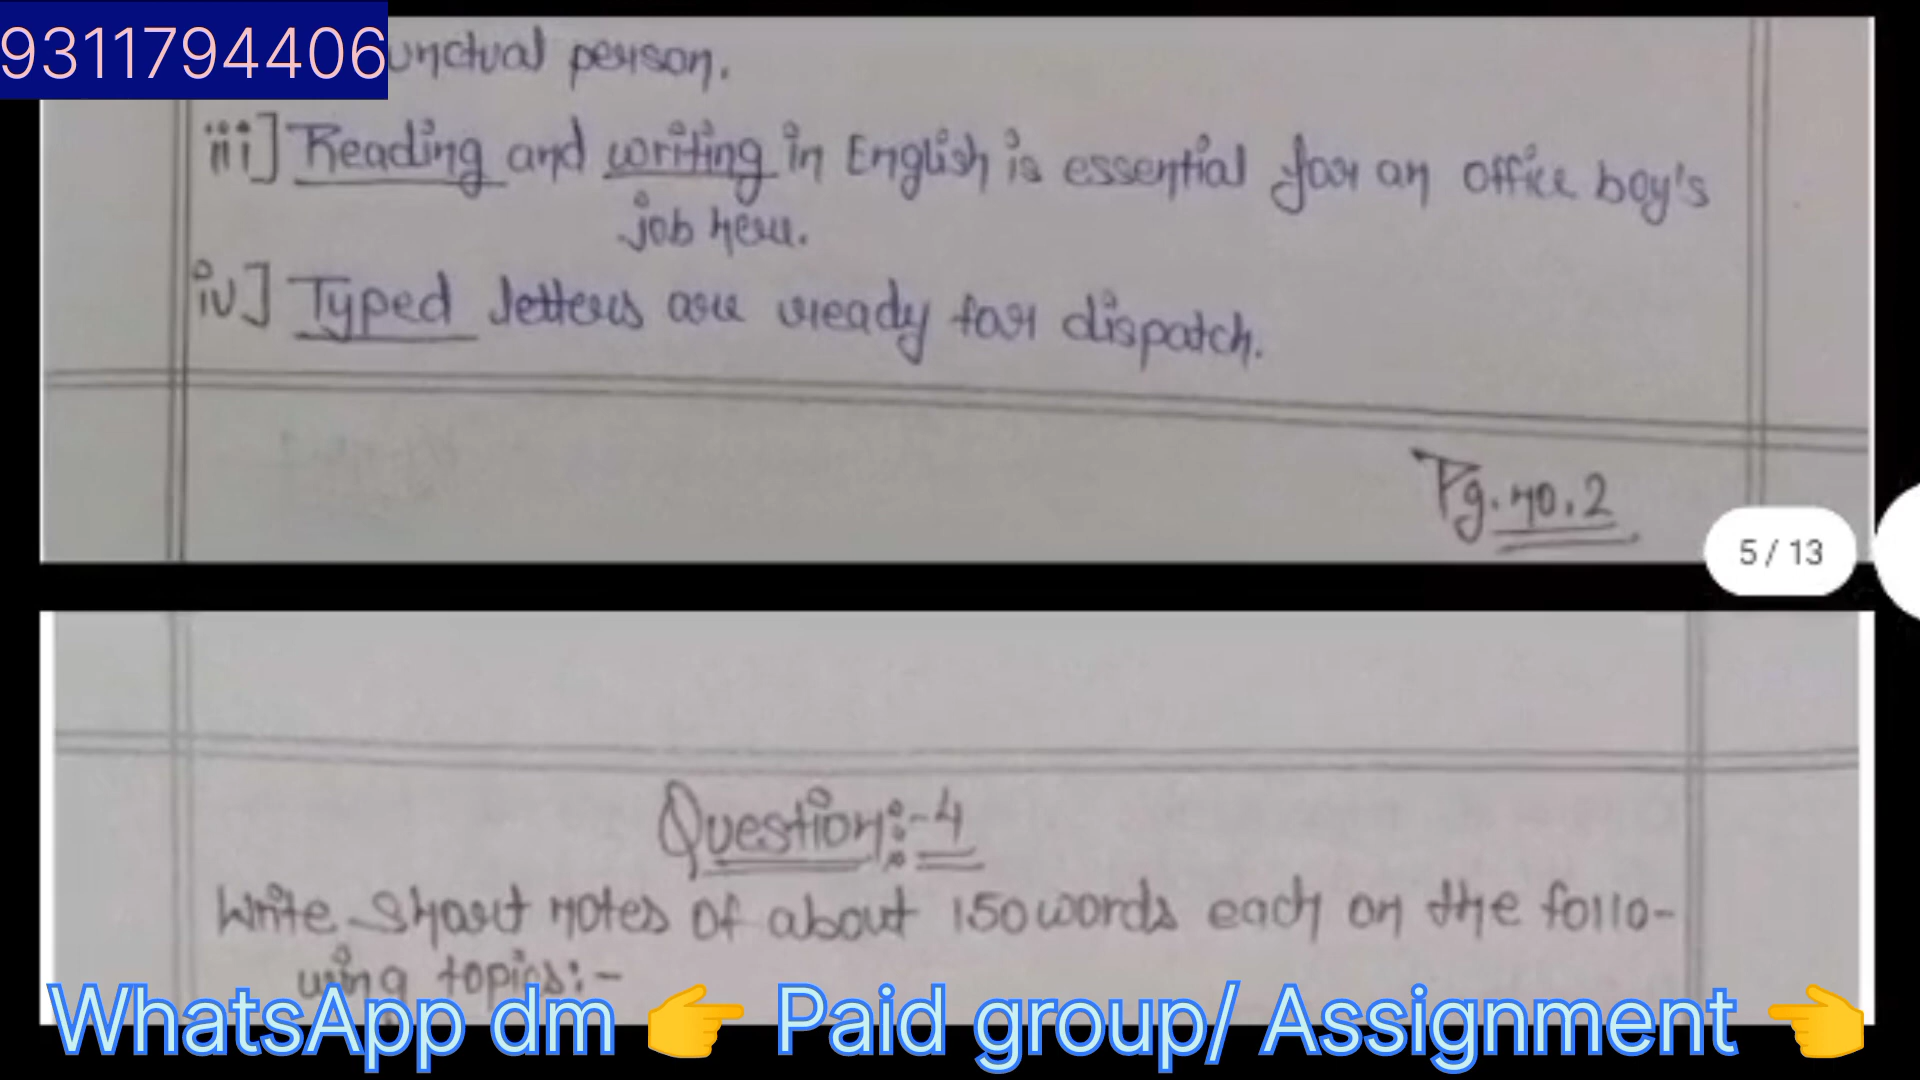 9311794406
unctual person.
iii] Reading and writing in English is essential for an office boy's
job here.
iv] Typed letters are ready for dispatch.
Pg. no. 2
5 / 13
Question:-4
Write short notes of about 150 words each on the follo-
wing topics:-
WhatsApp dm 👉 Paid group/ Assignment 👈